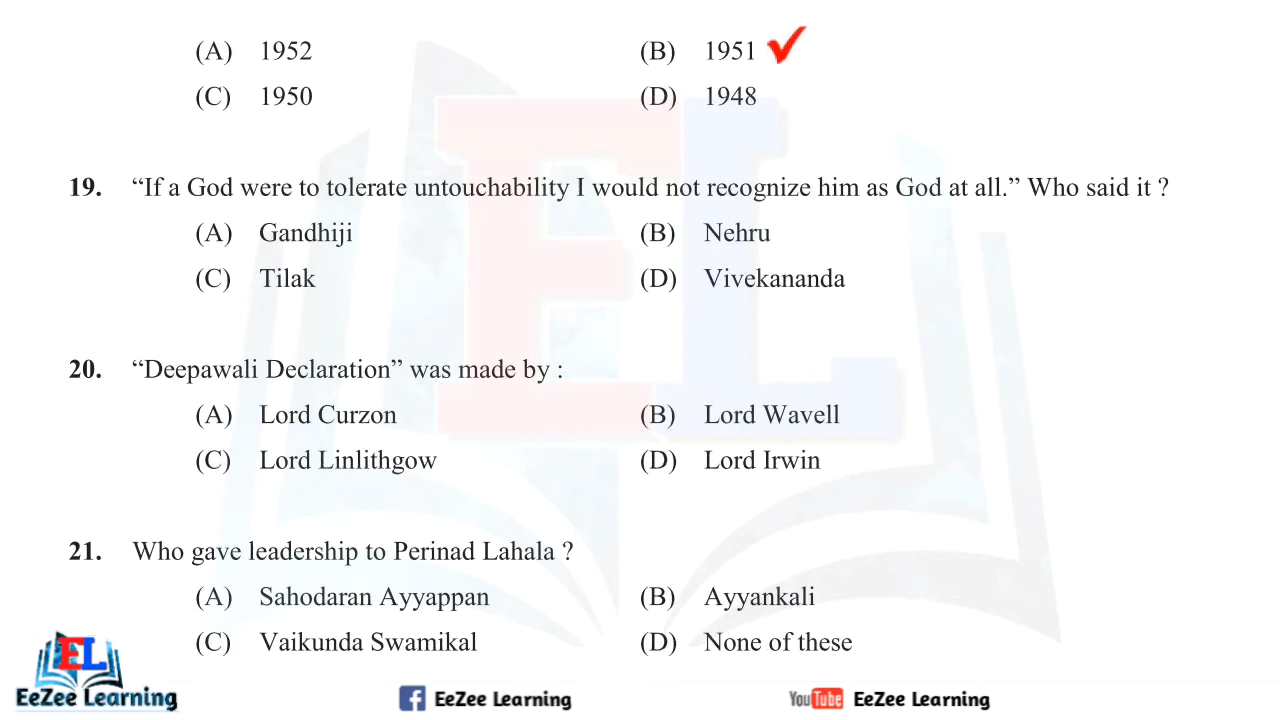 (A) 1952 (B) 1951
(C) 1950 (D) 1948
19. “If a God were to tolerate untouchability I would not recognize him as God at all.” Who said it ?
(A) Gandhiji (B) Nehru
(C) Tilak (D) Vivekananda
20. “Deepawali Declaration” was made by :
(A) Lord Curzon (B) Lord Wavell
(C) Lord Linlithgow (D) Lord Irwin
21. Who gave leadership to Perinad Lahala ?
(A) Sahodaran Ayyappan (B) Ayyankali
(C) Vaikunda Swamikal (D) None of these
EL
EL
EeZee Learning
f EeZee Learning
YouTube EeZee Learning